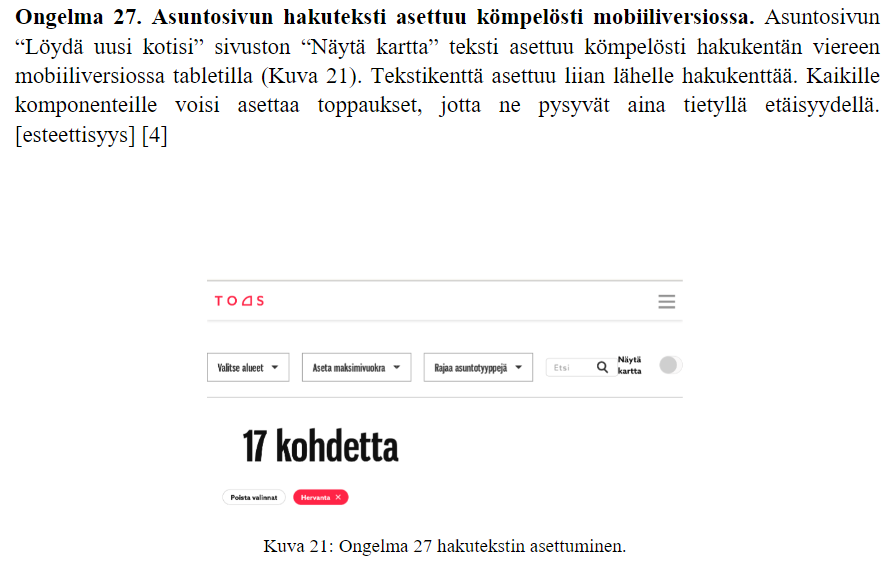 Ongelma 27. Asuntosivun hakuteksti asettuu kömpelösti mobiiliversiossa. Asuntosivun
“Löydä uusi kotisi” sivuston “Näytä kartta” teksti asettuu kömpelösti hakukentän viereen
mobiiliversiossa tabletilla (Kuva 21). Tekstikenttä asettuu liian lähelle hakukenttää. Kaikille
komponenteille voisi asettaa toppaukset, jotta ne pysyvät aina tietyllä etäisyydellä.
[esteettisyys] [4]
TOAS
Valitse alueet Aseta maksimivuokra Rajaa asuntotyyppejä Etsi Näytä
kartta
17 kohdetta
Poista valinnat Hervanta X
Kuva 21: Ongelma 27 hakutekstin asettuminen.